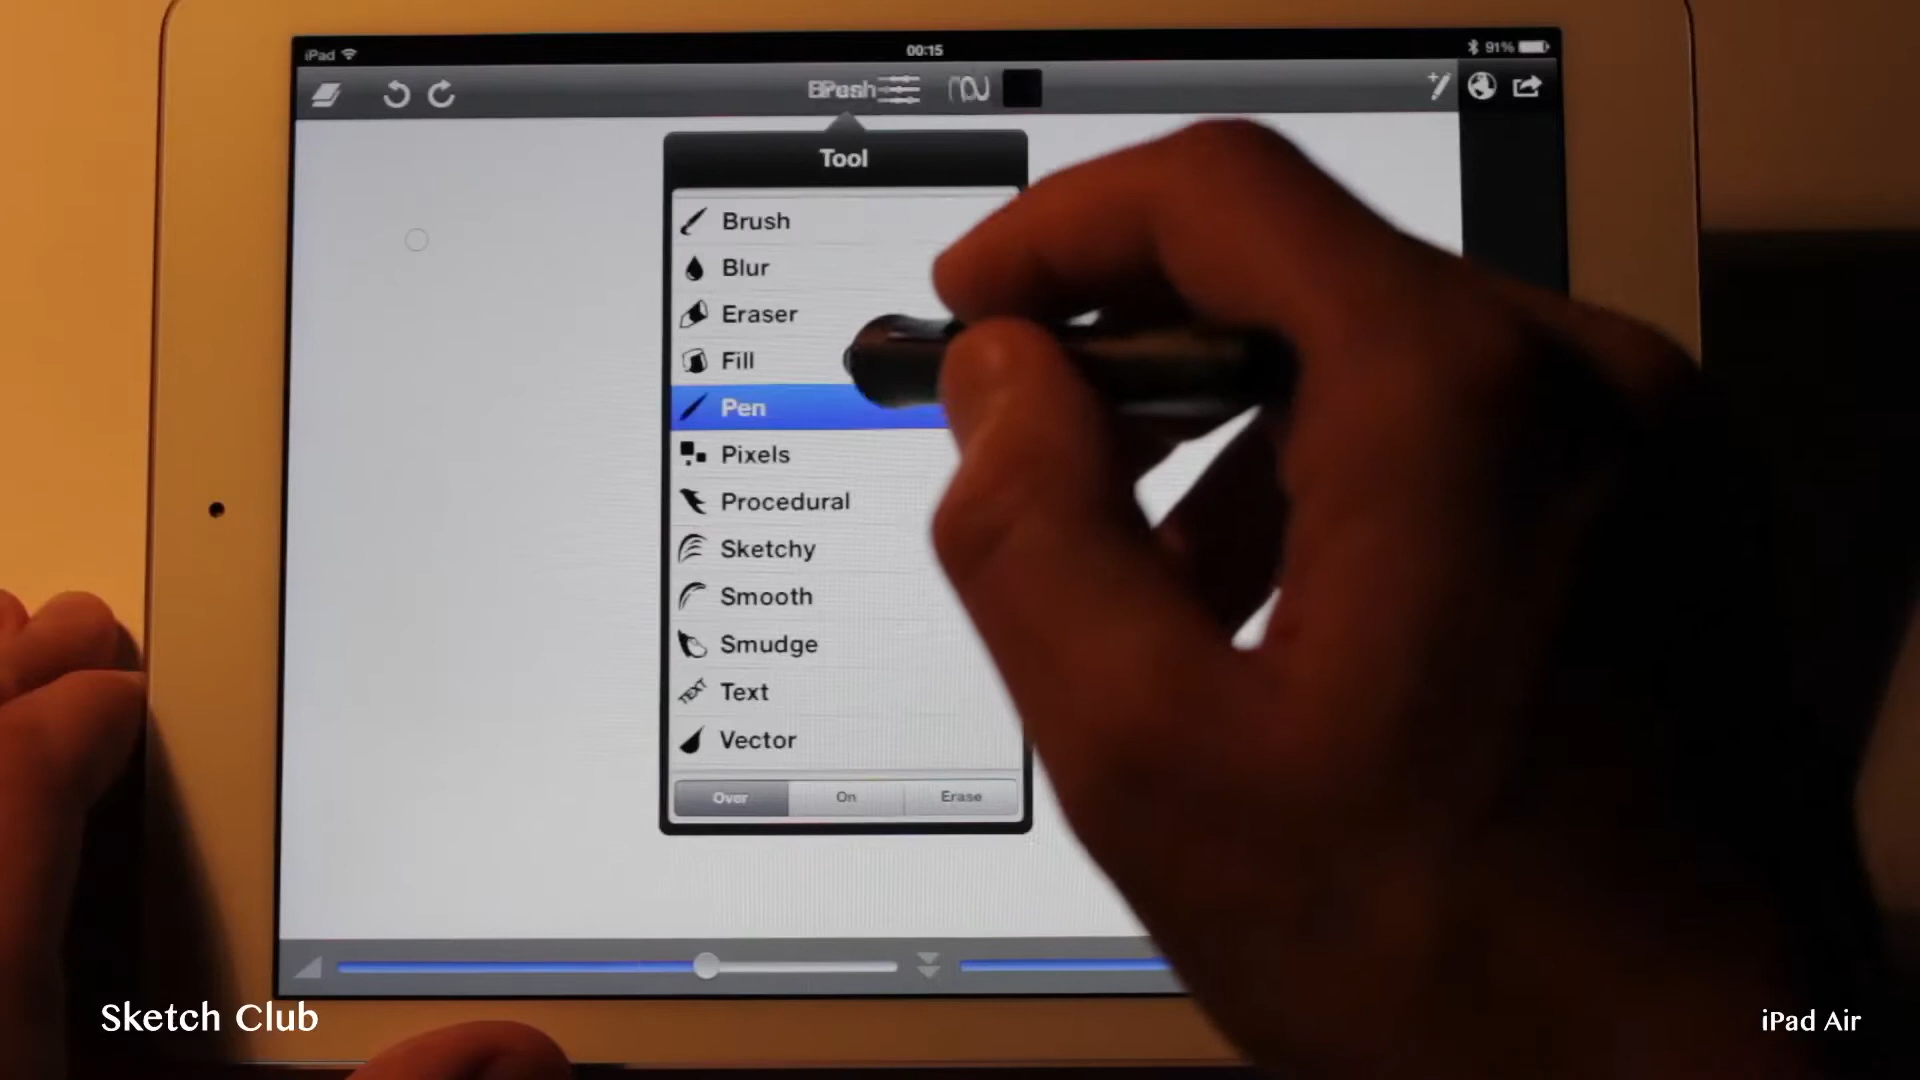 iPad 00:15 91%
Tool
Brush
Blur
Eraser
Fill
Pen
Pixels
Procedural
Sketchy
Smooth
Smudge
Text
Vector
Over On Erase
Sketch Club
iPad Air